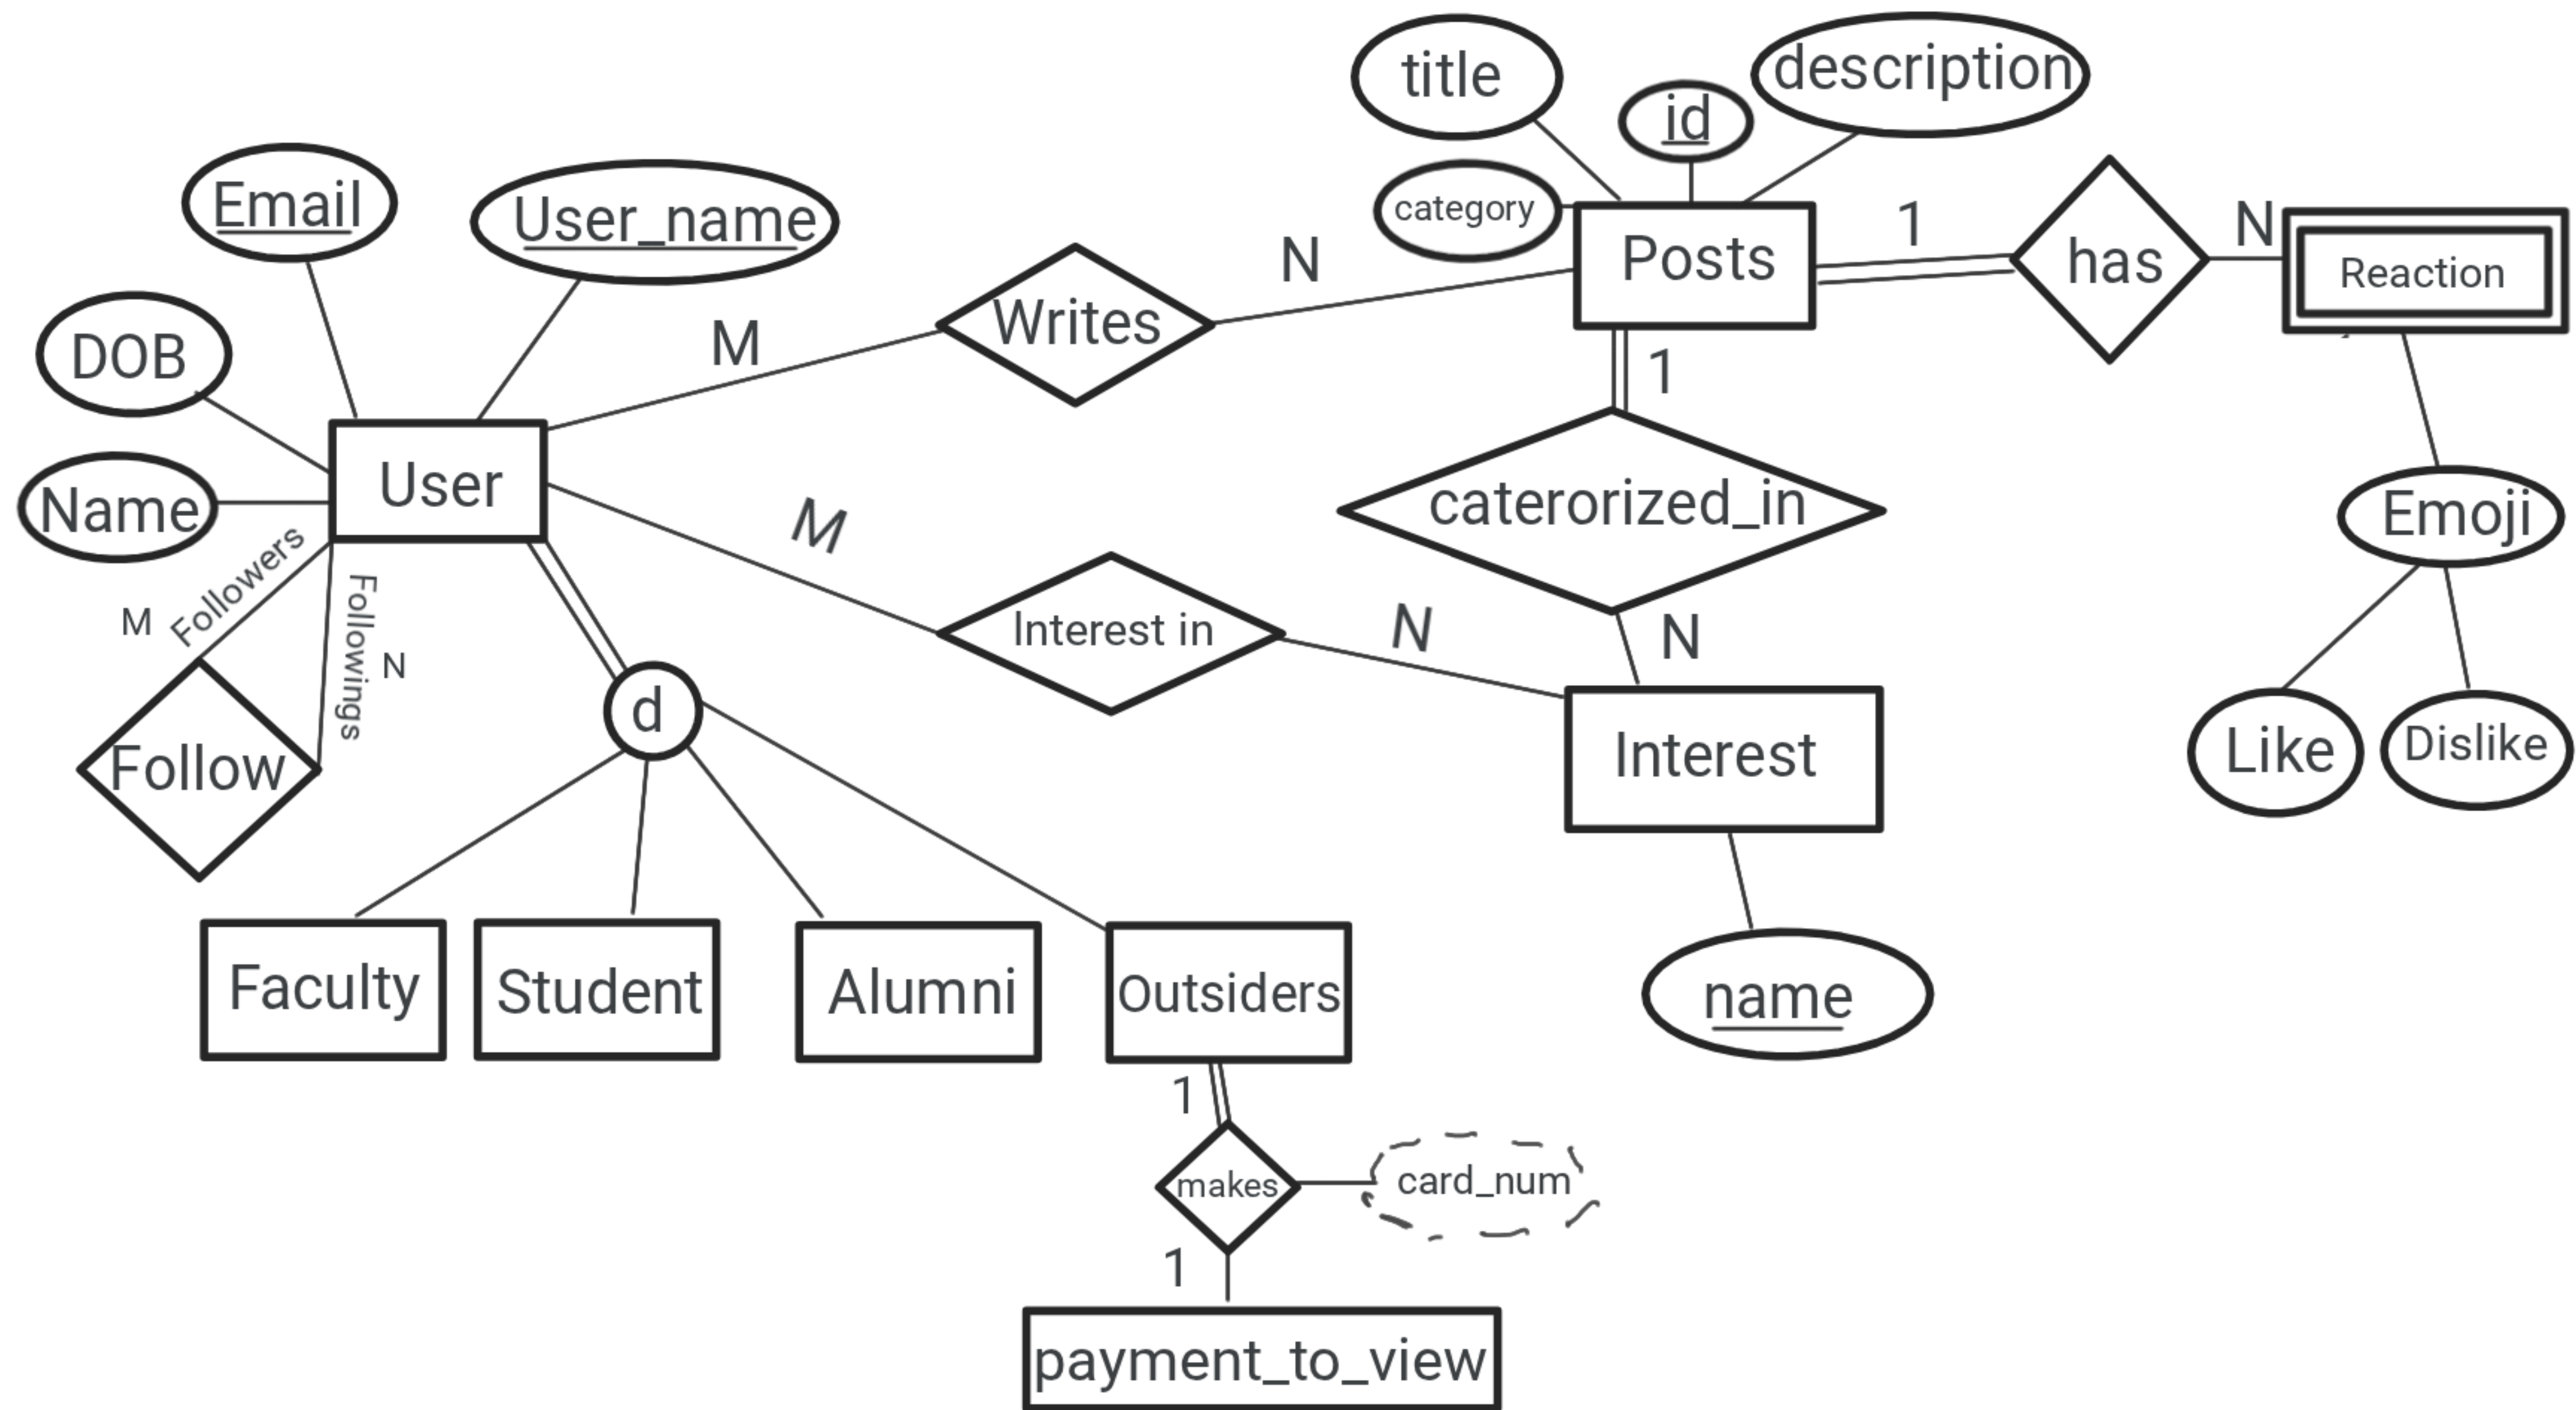 title
id
description
Email
User_name
category
Posts
1
has
N
Reaction
DOB
M
Writes
N
1
Name
User
M
caterorized_in
Emoji
Followers
M
Followings
N
Interest in
N
N
d
Follow
Interest
Like
Dislike
Faculty
Student
Alumni
Outsiders
name
1
makes
card_num
1
payment_to_view